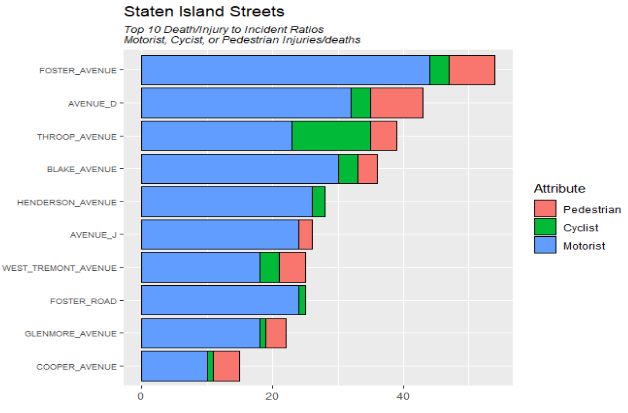 Staten Island Streets
Top 10 Death/Injury to Incident Ratios
Motorist, Cycist, or Pedestrian Injuries/deaths
FOSTER_AVENUE
AVENUE_D
THROOP_AVENUE
BLAKE_AVENUE
HENDERSON_AVENUE
AVENUE_J
WEST_TREMONT_AVENUE
FOSTER_ROAD
GLENMORE_AVENUE
COOPER_AVENUE
0 20 40
Attribute
Pedestrian
Cyclist
Motorist